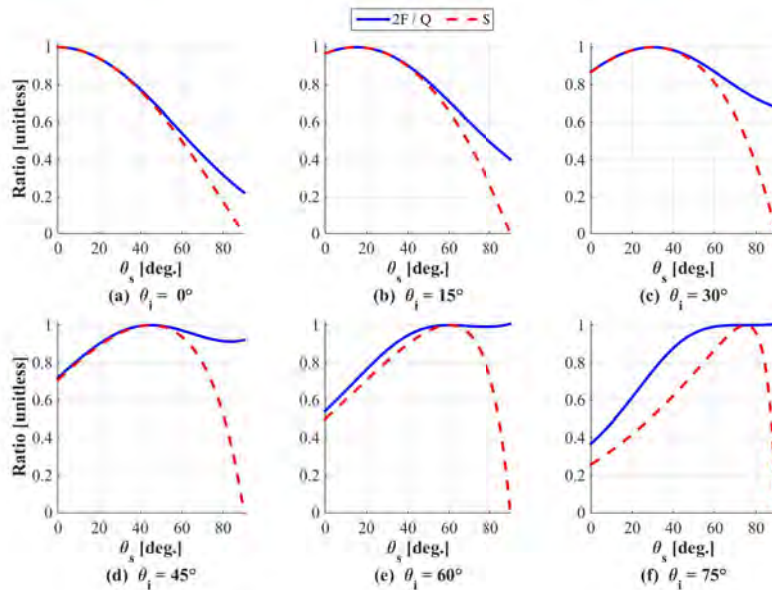 2F / Q S
1
0.8
0.6
0.4
0.2
0
Ratio [unitless]
0 20 40 60 80
θs [deg.]
(a) θi = 0°
1
0.8
0.6
0.4
0.2
0
0 20 40 60 80
θs [deg.]
(b) θi = 15°
1
0.8
0.6
0.4
0.2
0
0 20 40 60 80
θs [deg.]
(c) θi = 30°
1
0.8
0.6
0.4
0.2
0
Ratio [unitless]
0 20 40 60 80
θs [deg.]
(d) θi = 45°
1
0.8
0.6
0.4
0.2
0
0 20 40 60 80
θs [deg.]
(e) θi = 60°
1
0.8
0.6
0.4
0.2
0
0 20 40 60 80
θs [deg.]
(f) θi = 75°